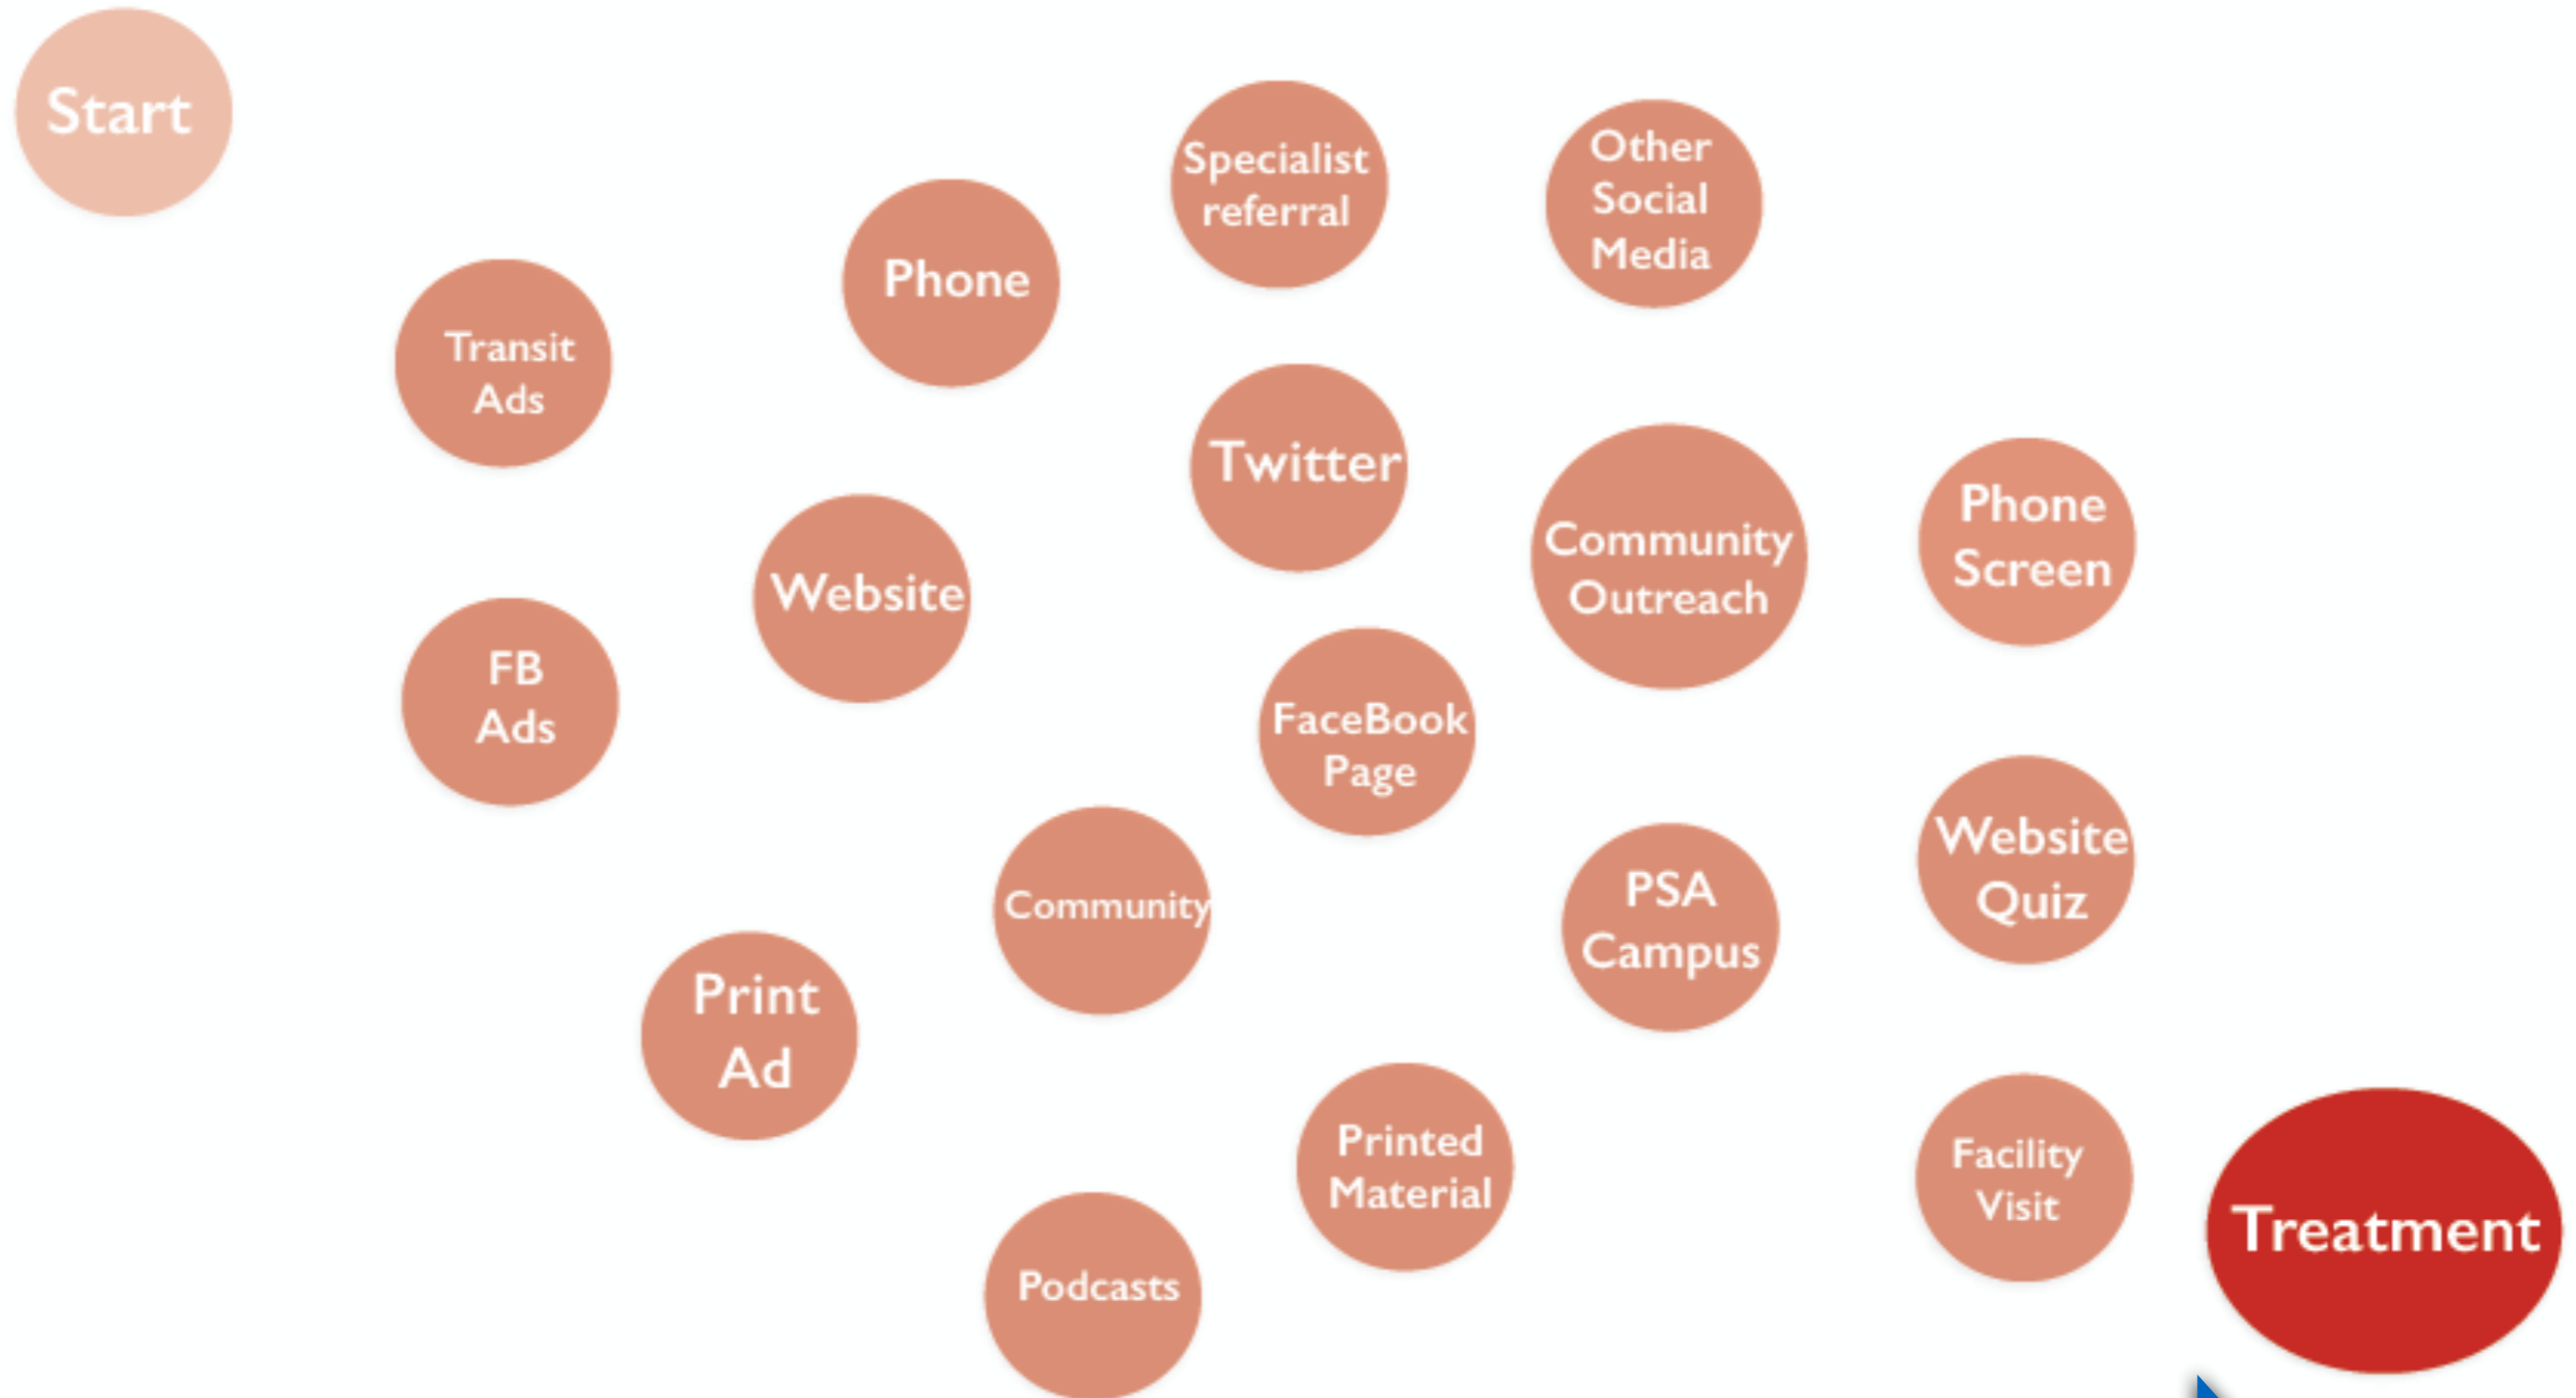 Start
Specialist
referral
Other
Social
Media
Phone
Transit
Ads
Twitter
Community
Outreach
Phone
Screen
Website
FB
Ads
FaceBook
Page
Website
Quiz
Community
PSA
Campus
Print
Ad
Printed
Material
Facility
Visit
Treatment
Podcasts